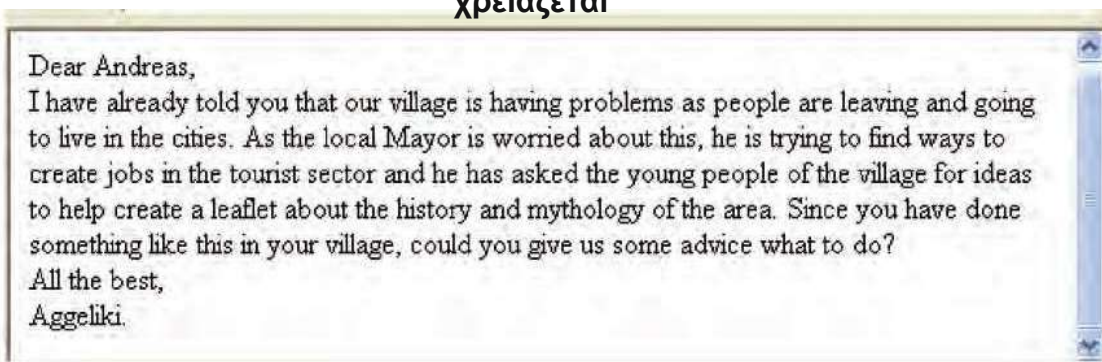 χρειάζεται
Dear Andreas,
I have already told you that our village is having problems as people are leaving and going
to live in the cities. As the local Mayor is worried about this, he is trying to find ways to
create jobs in the tourist sector and he has asked the young people of the village for ideas
to help create a leaflet about the history and mythology of the area. Since you have done
something like this in your village, could you give us some advice what to do?
All the best,
Aggeliki.